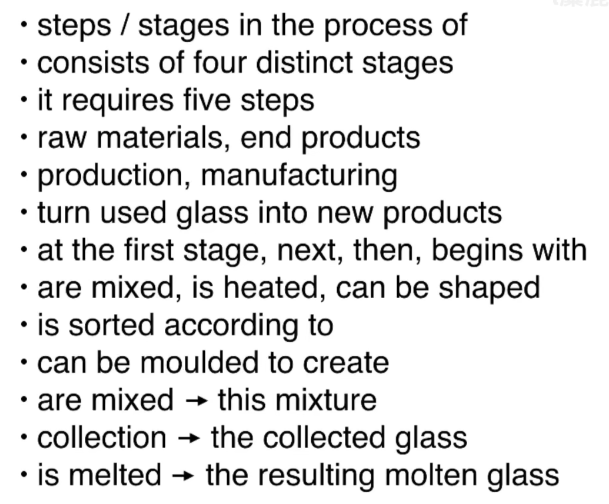 • steps / stages in the process of
• consists of four distinct stages
• it requires five steps
• raw materials, end products
• production, manufacturing
• turn used glass into new products
• at the first stage, next, then, begins with
• are mixed, is heated, can be shaped
• is sorted according to
• can be moulded to create
• are mixed → this mixture
• collection → the collected glass
• is melted → the resulting molten glass